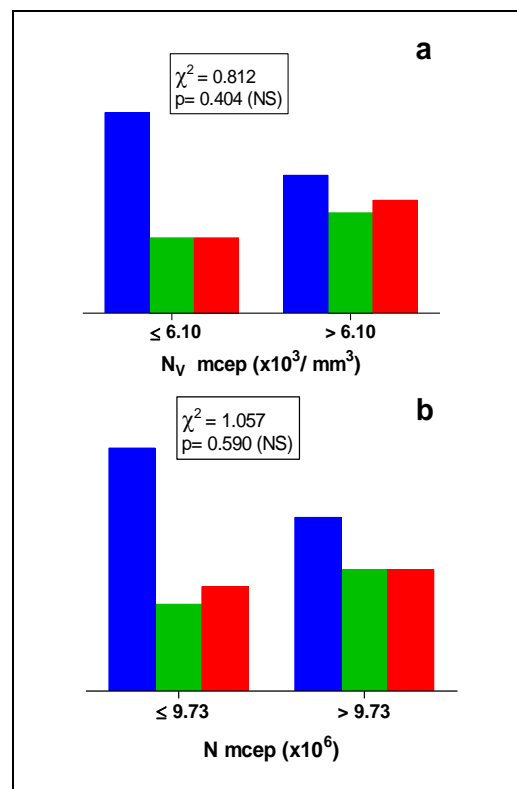 a
χ² = 0.812
p= 0.404 (NS)
≤ 6.10 > 6.10
N_V mcep (x10³/ mm³)
b
χ² = 1.057
p= 0.590 (NS)
≤ 9.73 > 9.73
N mcep (x10⁶)